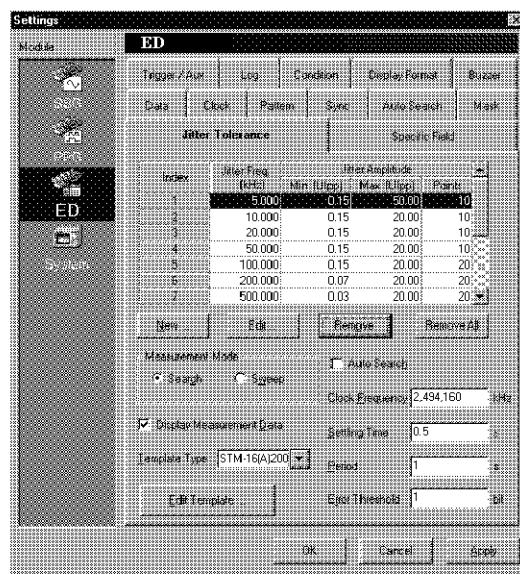 Settings
Module
ED
SSG
PPG
ED
System
Trigger / Aux
Log
Condition
Display Format
Buzzer
Data
Clock
Pattern
Sync
Auto Search
Mask
Jitter Tolerance
Specific Field
Index
Jitter Freq.
(kHz)
Jitter Amplitude
Min (UIpp)
Max (UIpp)
Points
1 5.000 0.15 50.00 10
2 10.000 0.15 20.00 10
3 20.000 0.15 20.00 10
4 50.000 0.15 20.00 10
5 100.000 0.15 20.00 20
6 200.000 0.07 20.00 20
7 500.000 0.03 20.00 20
New
Edit
Remove
Remove All
Measurement Mode
Search
Sweep
Auto Search
Clock Frequency 2,494,160 kHz
Display Measurement Data
Settling Time 0.5 s
Template Type STM-16(A)200
Period 1 s
Edit Template
Error Threshold 1 bit
OK
Cancel
Apply